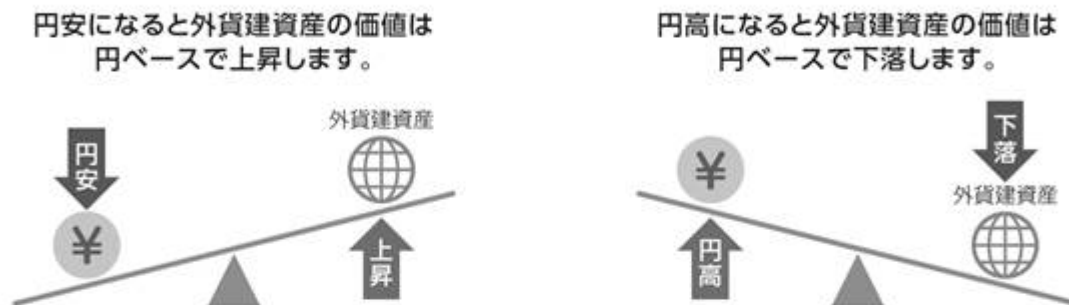 円安になると外貨建資産の価値は
円ベースで上昇します。
外貨建資産
円安
¥
上昇
円高になると外貨建資産の価値は
円ベースで下落します。
下落
¥
外貨建資産
円高